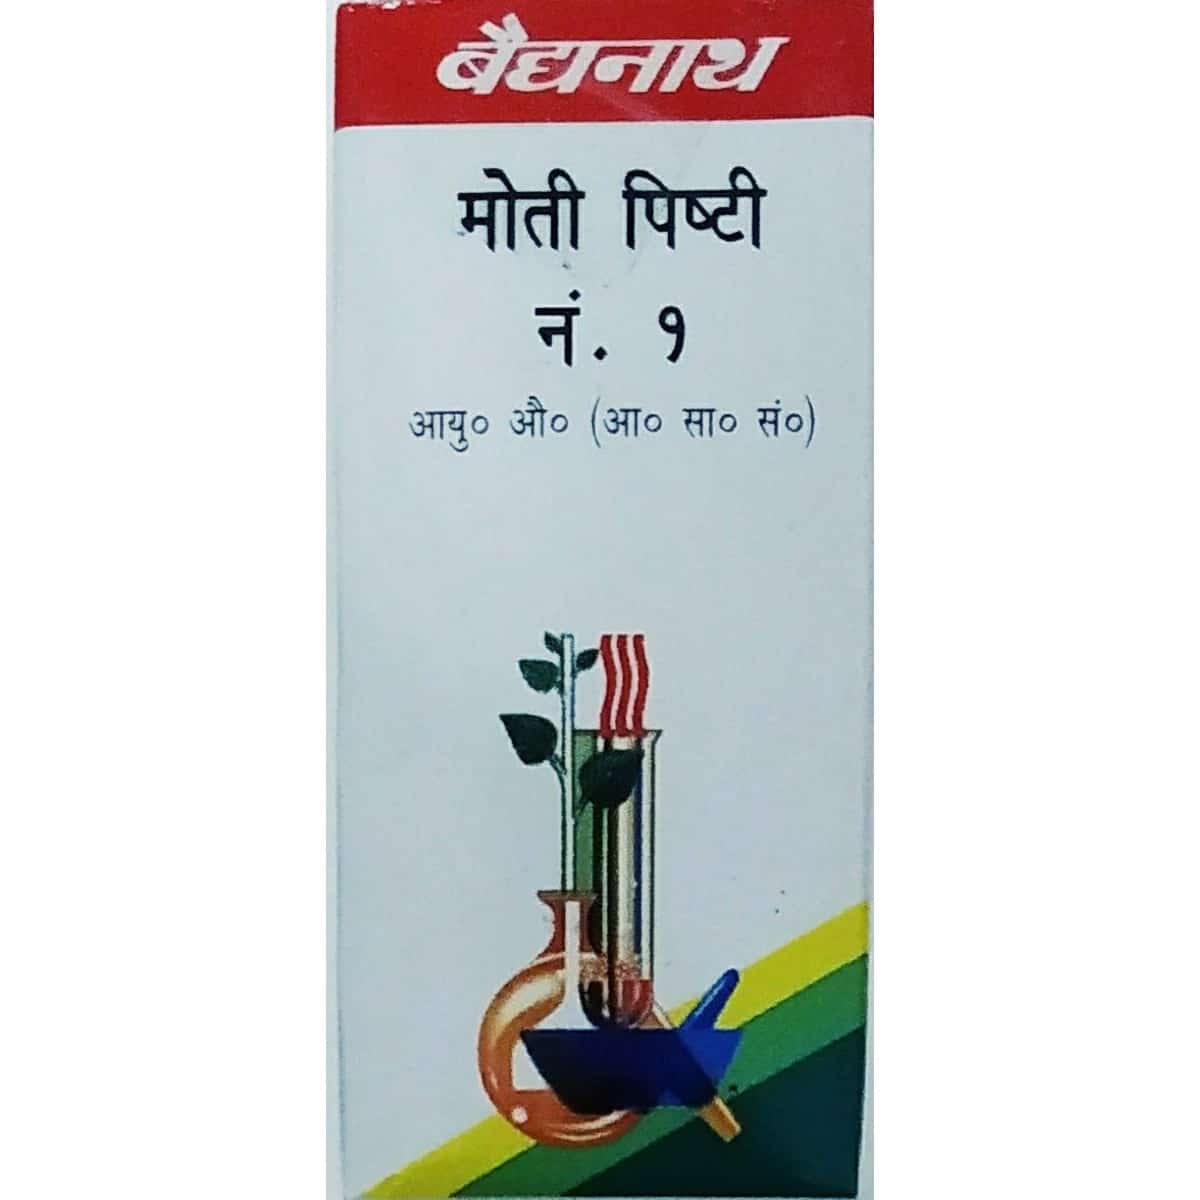 बैद्यनाथ
मोती पिष्टी
नं. १
आयु० औ० (आ० सा० सं०)